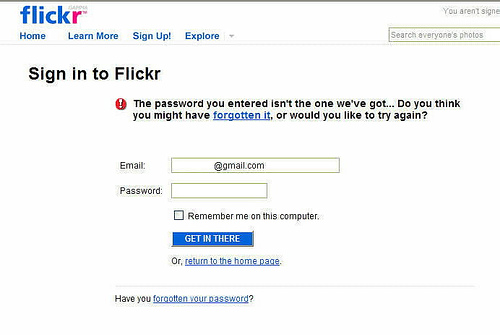 flickr GAMMA
You aren't signe
Home Learn More Sign Up! Explore
Search everyone's photos
Sign in to Flickr
The password you entered isn't the one we've got... Do you think
you might have forgotten it, or would you like to try again?
Email: @gmail.com
Password:
Remember me on this computer.
GET IN THERE
Or, return to the home page.
Have you forgotten your password?